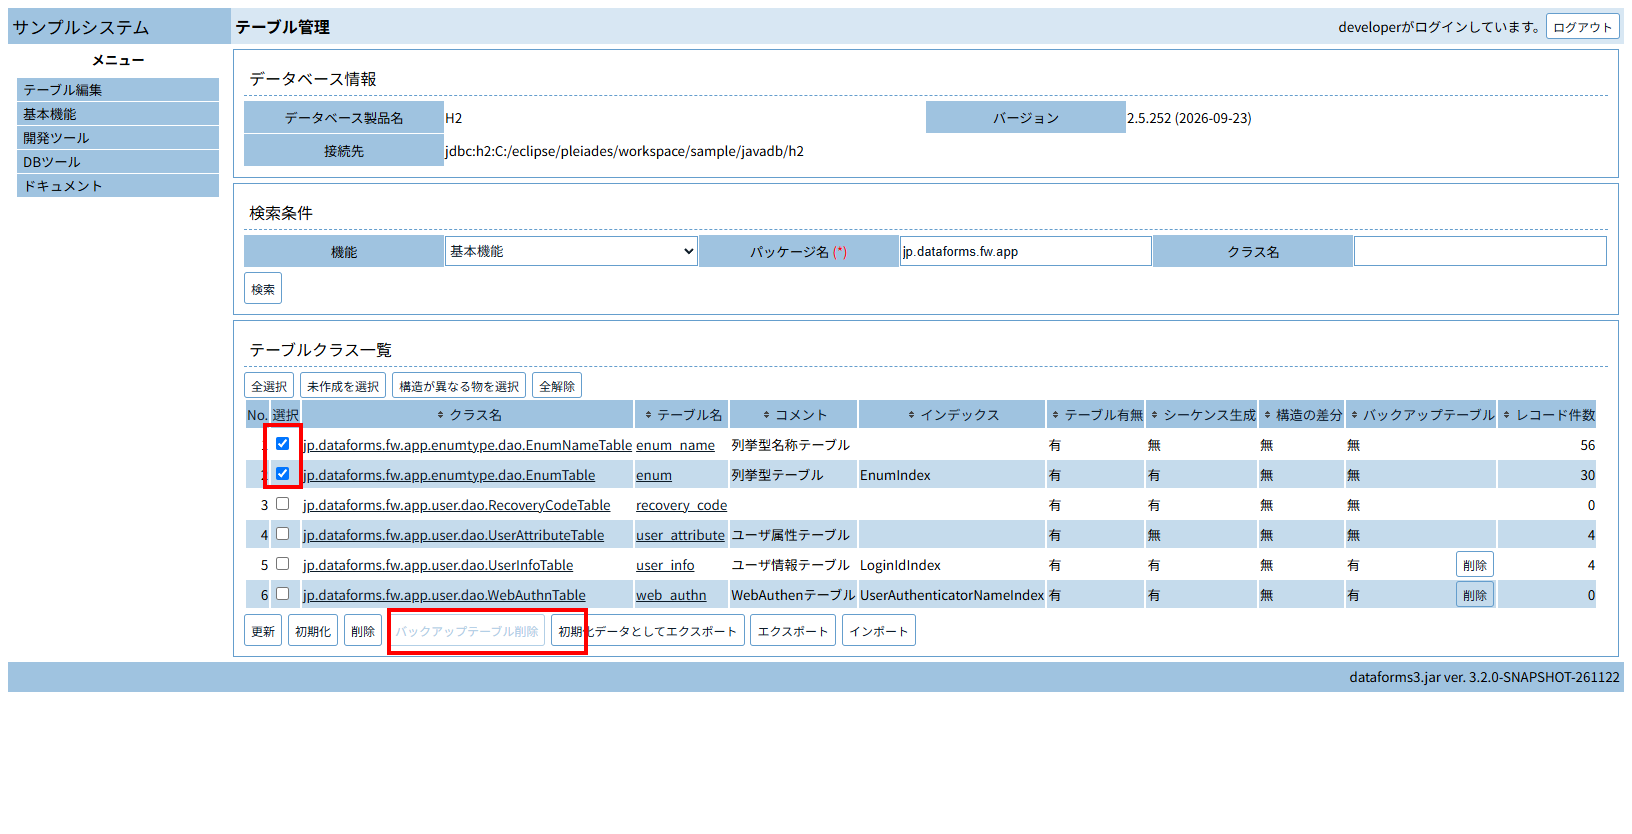 サンプルシステム
テーブル管理
developerがログインしています。 ログアウト
メニュー
テーブル編集
基本機能
開発ツール
DBツール
ドキュメント
データベース情報
データベース製品名 H2 バージョン 2.5.252 (2026-09-23)
接続先 jdbc:h2:C:/eclipse/pleiades/workspace/sample/javadb/h2
検索条件
機能 基本機能 パッケージ名 (*) jp.dataforms.fw.app クラス名
検索
テーブルクラス一覧
全選択 未作成を選択 構造が異なる物を選択 全解除
No. 選択 クラス名 テーブル名 コメント インデックス テーブル有無 シーケンス生成 構造の差分 バックアップテーブル レコード件数
jp.dataforms.fw.app.enumtype.dao.EnumNameTable enum_name 列挙型名称テーブル 有 無 無 無 56
2 jp.dataforms.fw.app.enumtype.dao.EnumTable enum 列挙型テーブル EnumIndex 有 有 無 無 30
3 jp.dataforms.fw.app.user.dao.RecoveryCodeTable recovery_code 有 有 無 無 0
4 jp.dataforms.fw.app.user.dao.UserAttributeTable user_attribute ユーザ属性テーブル 有 無 無 無 4
5 jp.dataforms.fw.app.user.dao.UserInfoTable user_info ユーザ情報テーブル LoginIdIndex 有 有 無 有 削除 4
6 jp.dataforms.fw.app.user.dao.WebAuthnTable web_authn WebAuthenテーブル UserAuthenticatorNameIndex 有 有 無 有 削除 0
更新 初期化 削除 バックアップテーブル削除 初期化データとしてエクスポート エクスポート インポート
dataforms3.jar ver. 3.2.0-SNAPSHOT-261122